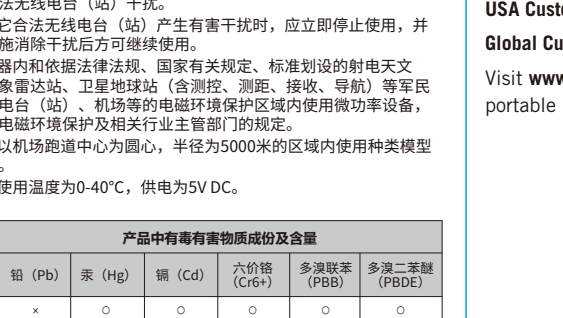 法无线电台（站）干扰。
它合法无线电台（站）产生有害干扰时，应立即停止使用，并
施消除干扰后方可继续使用。
器内和依据法律法规、国家有关规定、标准划设的射电天文
象雷达站、卫星地球站（含测控、测距、接收、导航）等军民
电台（站）、机场等的电磁环境保护区域内使用微功率设备，
电磁环境保护及相关行业主管部门的规定。
以机场跑道中心为圆心，半径为5000米的区域内使用种类模型
。
使用温度为0-40°C，供电为5V DC。
产品中有毒有害物质成份及含量
铅（Pb） 汞（Hg） 镉（Cd） 六价铬（Cr6+） 多溴联苯（PBB） 多溴二苯醚（PBDE）
× ○ ○ ○ ○ ○
USA Custo
Global Cu
Visit www
portable